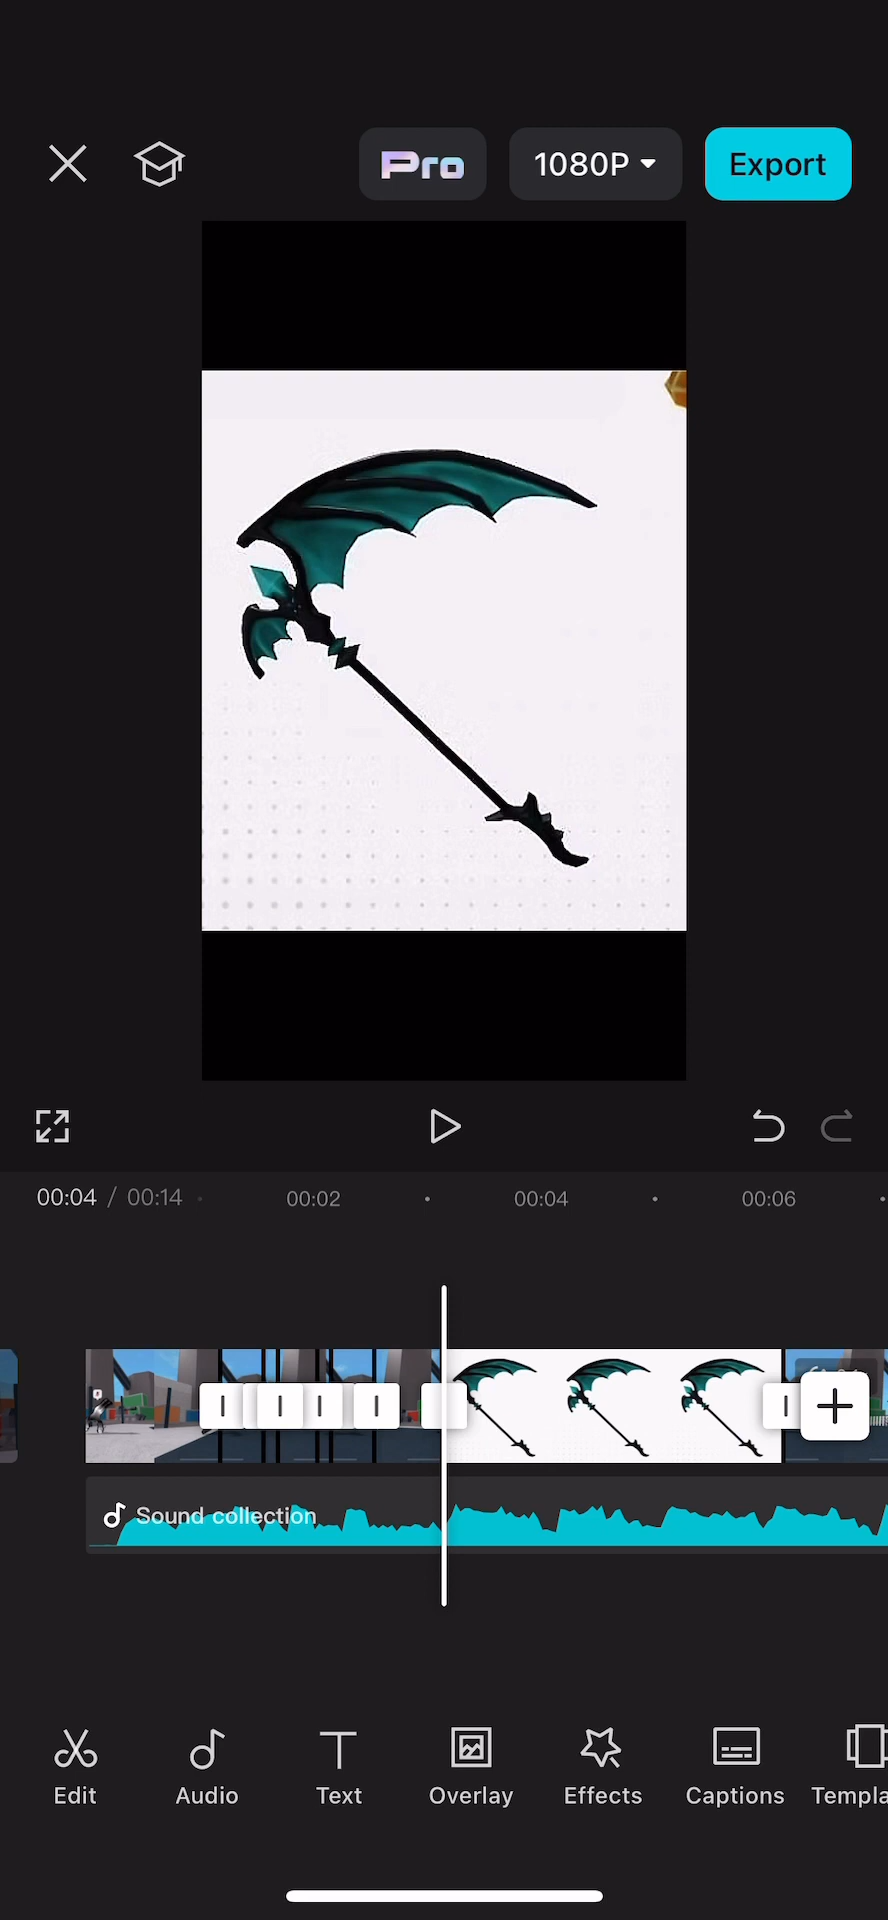 Pro
1080P
Export
00:04 / 00:14
00:02
00:04
00:06
Sound collection
Edit
Audio
Text
Overlay
Effects
Captions
Templa